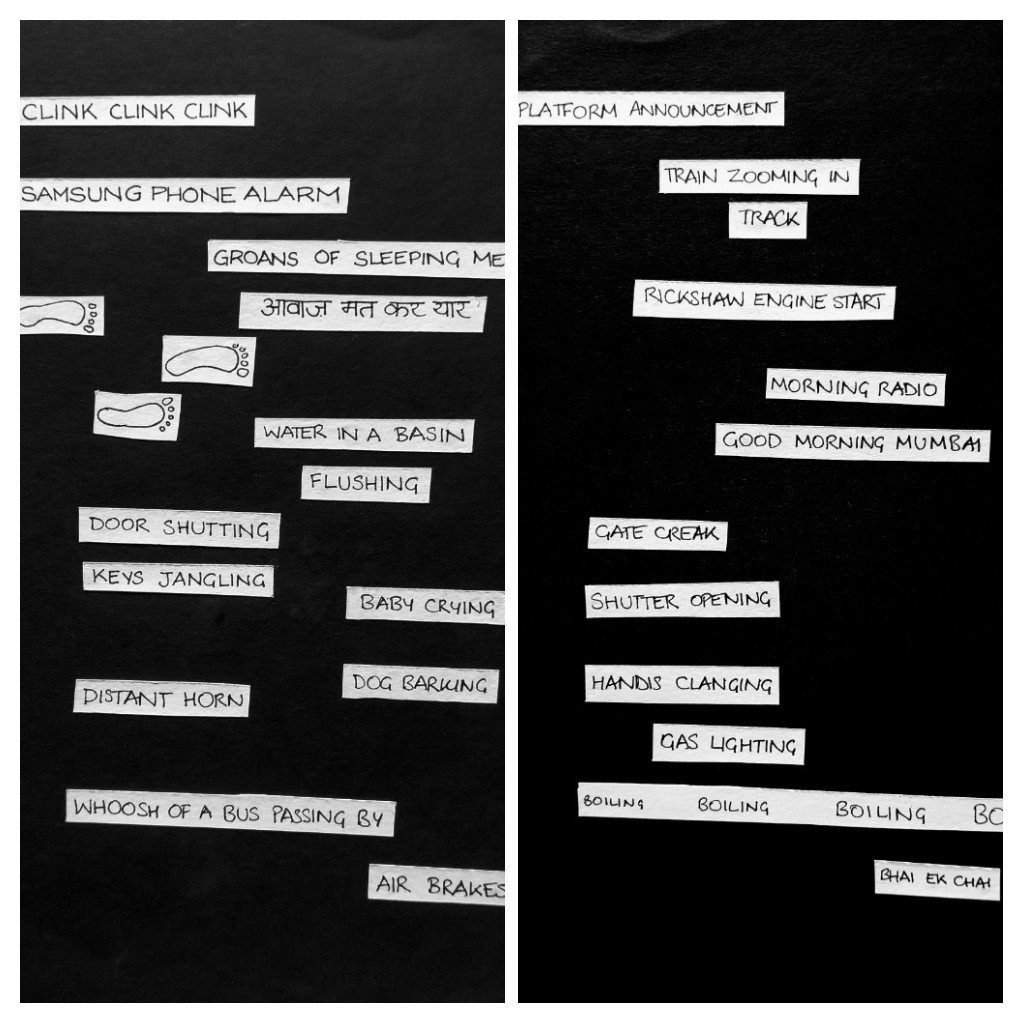 CLINK CLINK CLINK
SAMSUNG PHONE ALARM
GROANS OF SLEEPING ME
आवाज मत कर यार
WATER IN A BASIN
FLUSHING
DOOR SHUTTING
KEYS JANGLING
BABY CRYING
DOG BARKING
DISTANT HORN
WHOOSH OF A BUS PASSING BY
AIR BRAKES
PLATFORM ANNOUNCEMENT
TRAIN ZOOMING IN
TRACK
RICKSHAW ENGINE START
MORNING RADIO
GOOD MORNING MUMBAI
GATE CREAK
SHUTTER OPENING
HANDIS CLANGING
GAS LIGHTING
BOILING BOILING BOILING BO
BHAI EK CHAI